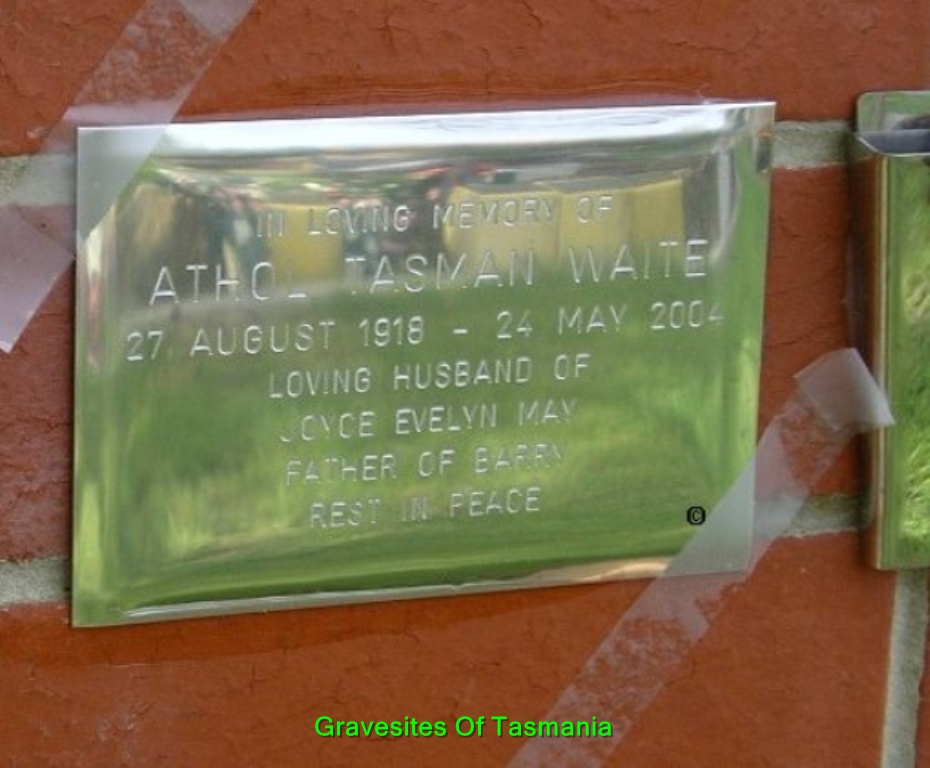 IN LOVING MEMORY OF
ATHOL TASMAN WAITE
27 AUGUST 1918 - 24 MAY 2004
LOVING HUSBAND OF
JOYCE EVELYN MAY
FATHER OF BARRY
REST IN PEACE
©
Gravesites Of Tasmania